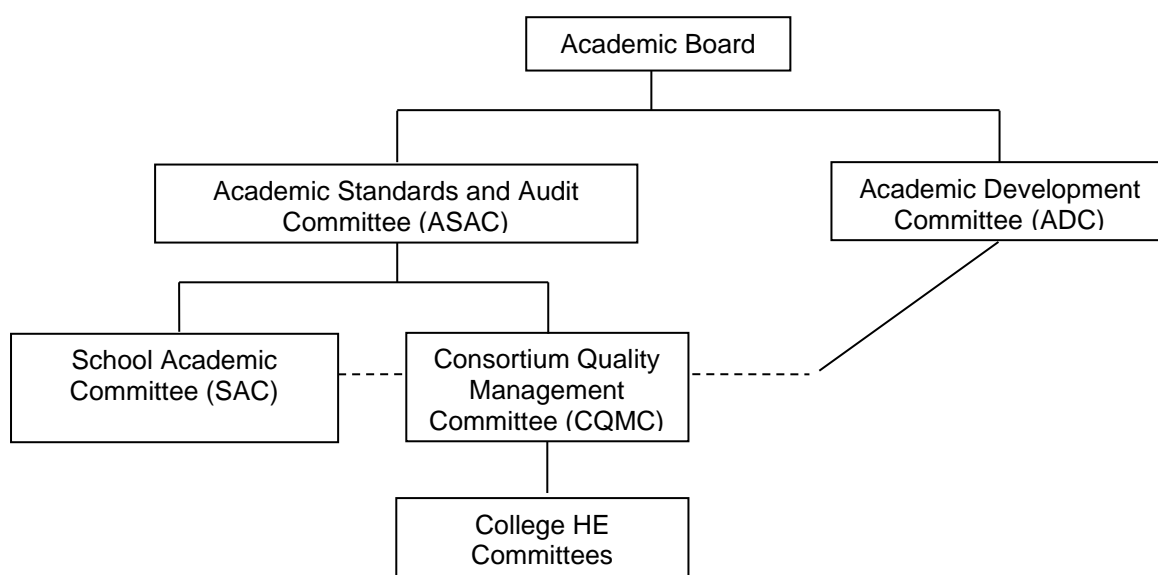 Academic Board
Academic Standards and Audit
Committee (ASAC)
Academic Development
Committee (ADC)
School Academic
Committee (SAC)
Consortium Quality
Management
Committee (CQMC)
College HE
Committees